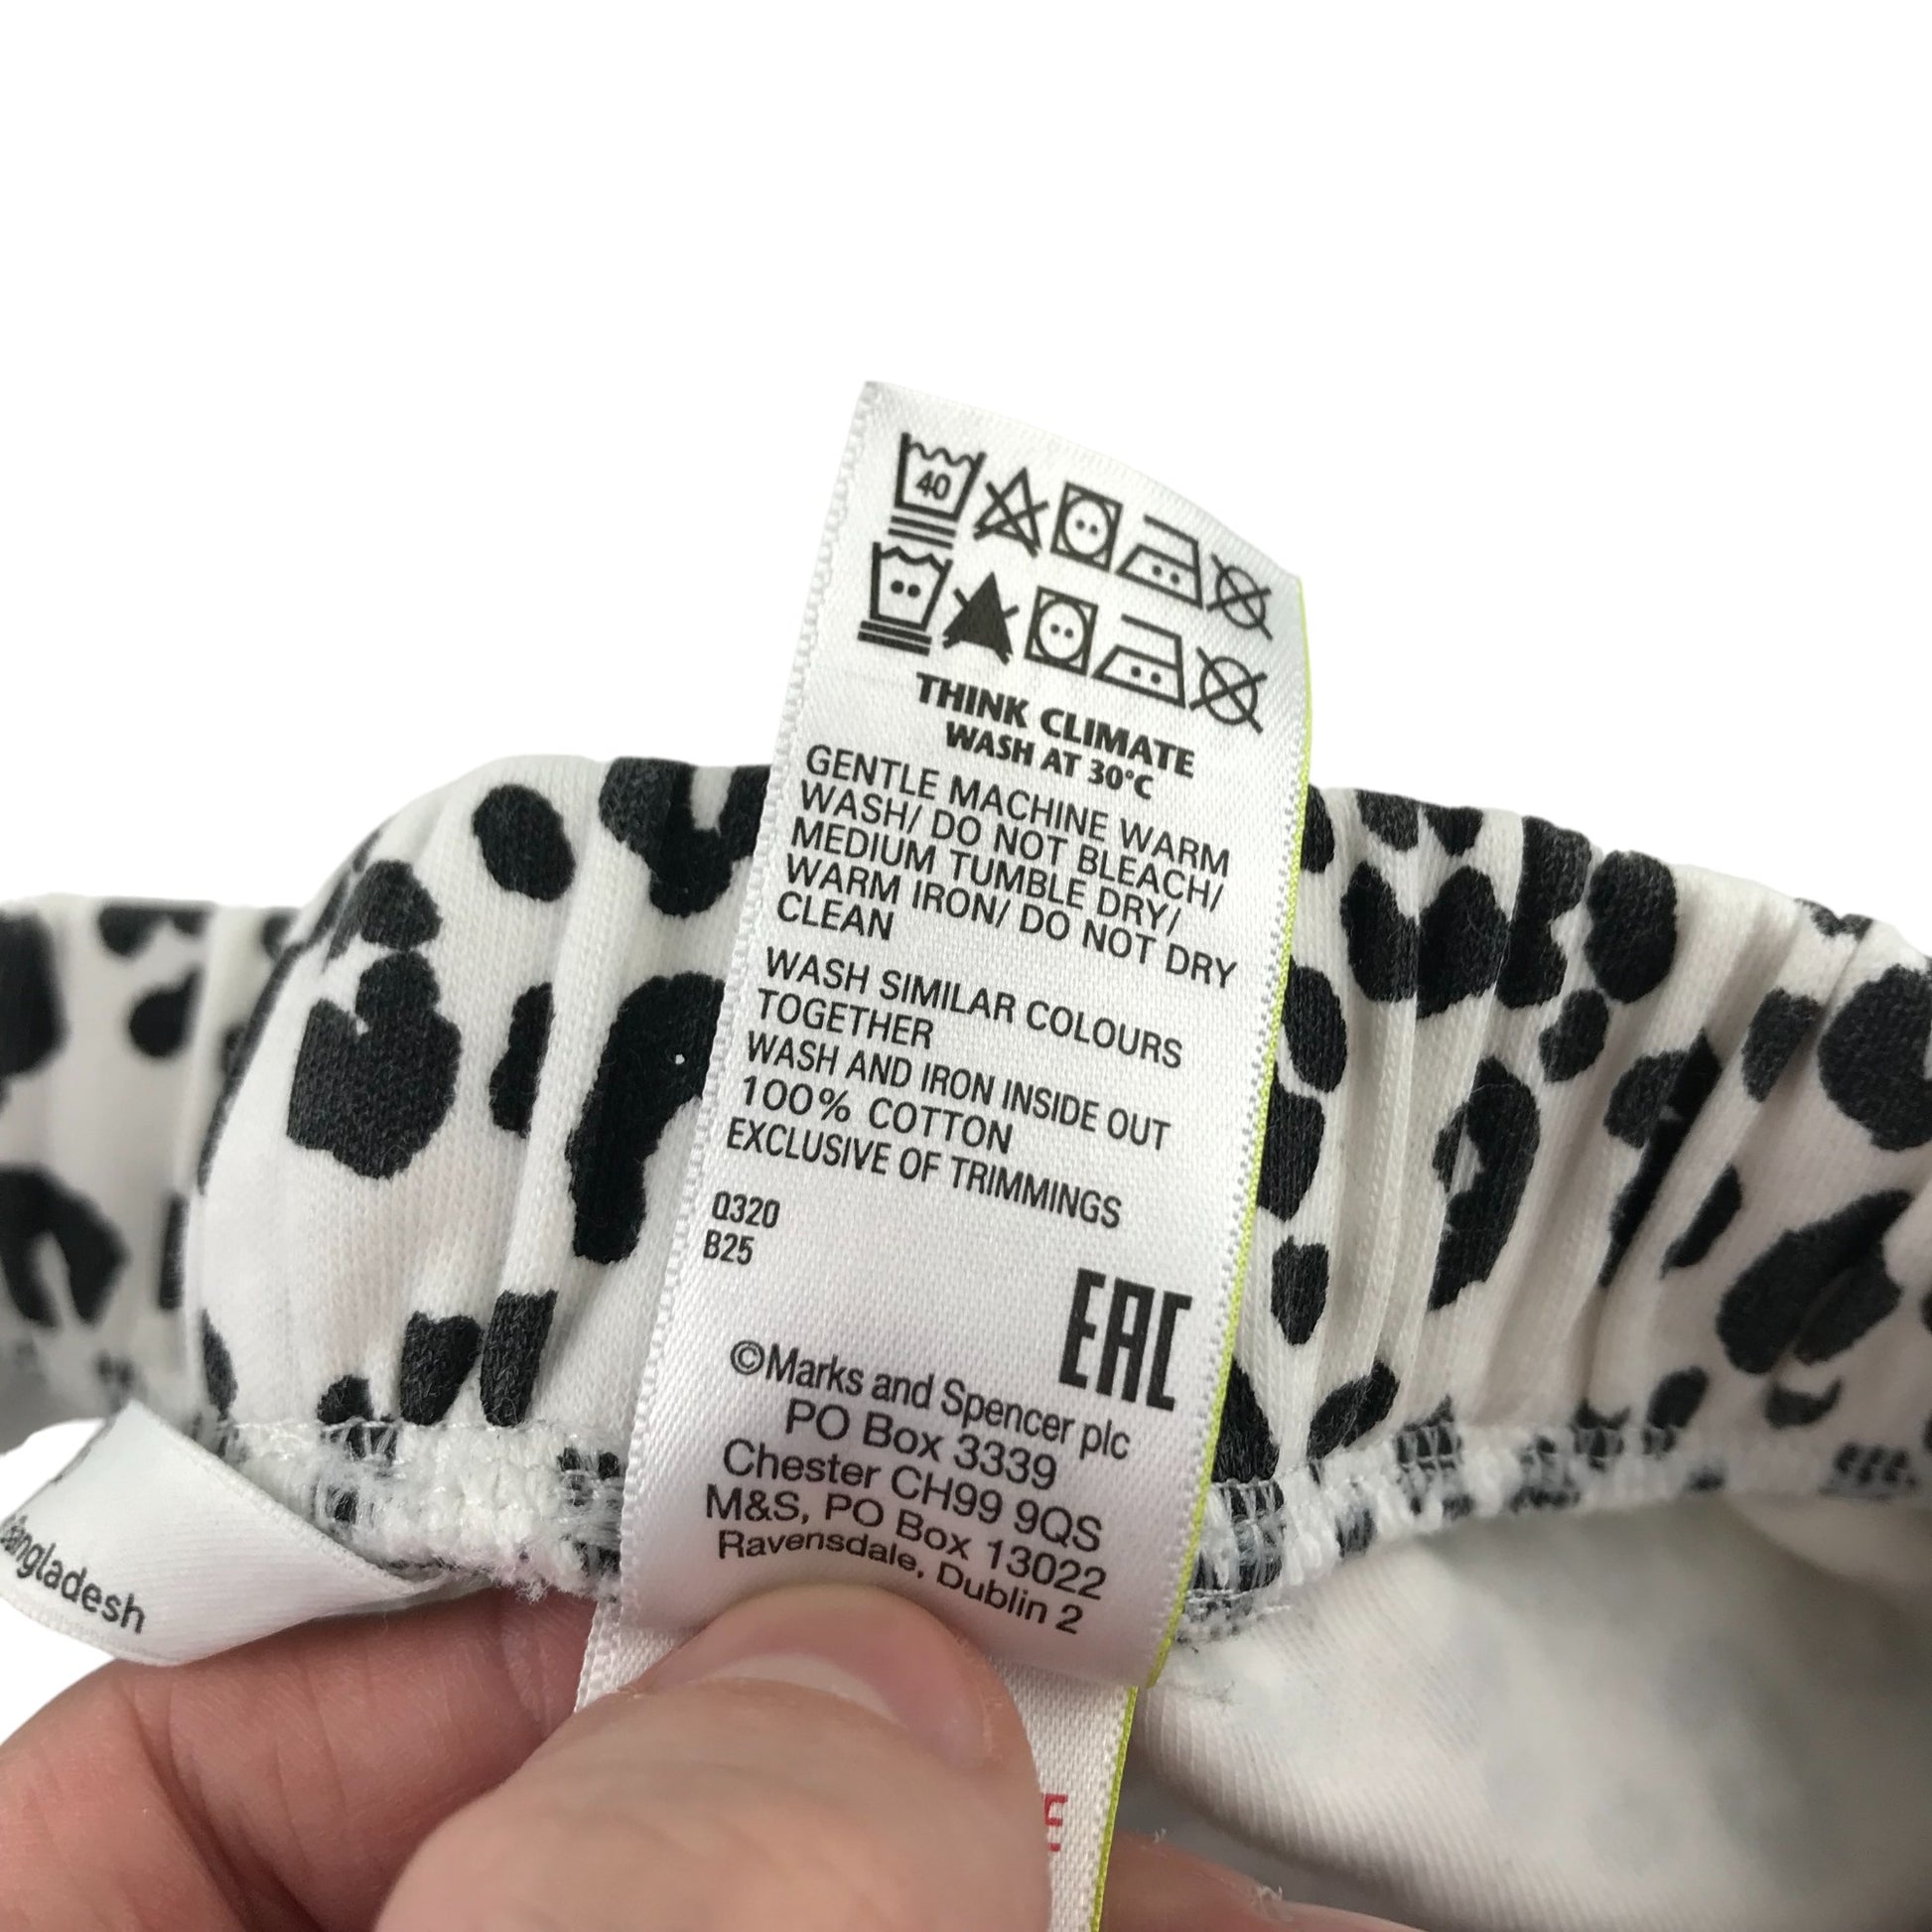 40
THINK CLIMATE
WASH AT 30°C
GENTLE MACHINE WARM
WASH/ DO NOT BLEACH/
MEDIUM TUMBLE DRY/
WARM IRON/ DO NOT DRY
CLEAN
WASH SIMILAR COLOURS
TOGETHER
WASH AND IRON INSIDE OUT
100% COTTON
EXCLUSIVE OF TRIMMINGS
Q320
B25
EAC
©Marks and Spencer plc
PO Box 3339
Chester CH99 9QS
M&S, PO Box 13022
Ravensdale, Dublin 2
Bangladesh